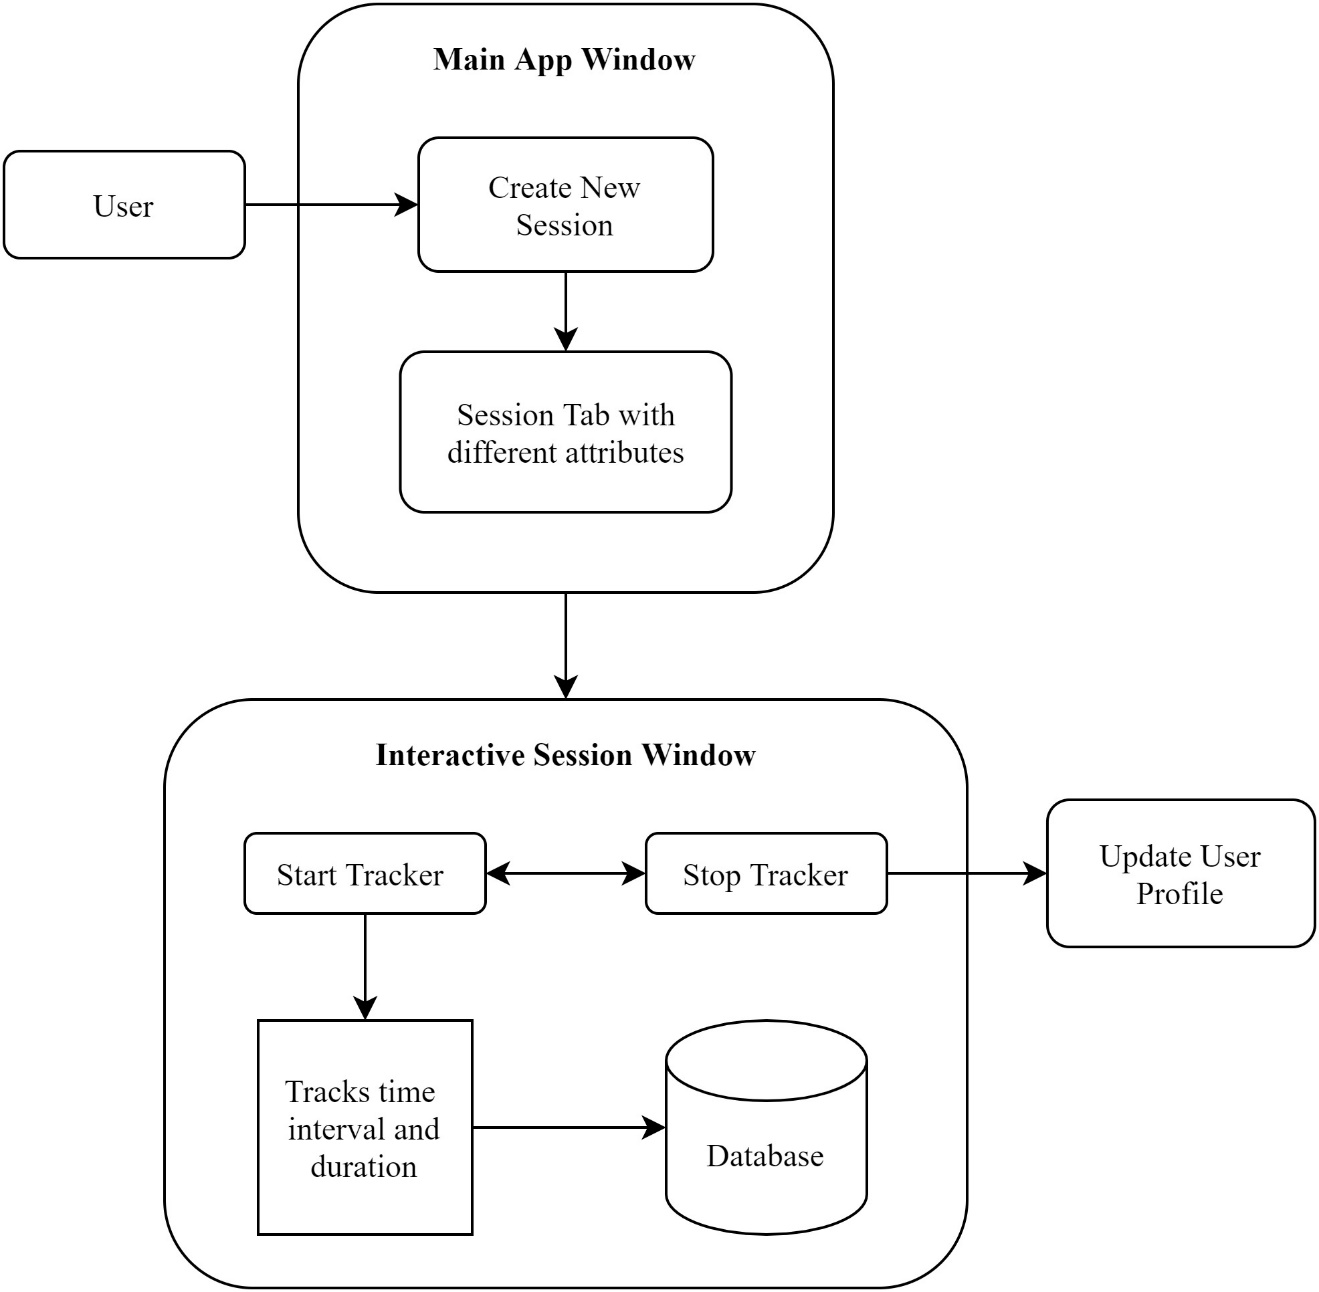 Main App Window
User
Create New
Session
Session Tab with
different attributes
Interactive Session Window
Start Tracker
Stop Tracker
Update User
Profile
Tracks time
interval and
duration
Database